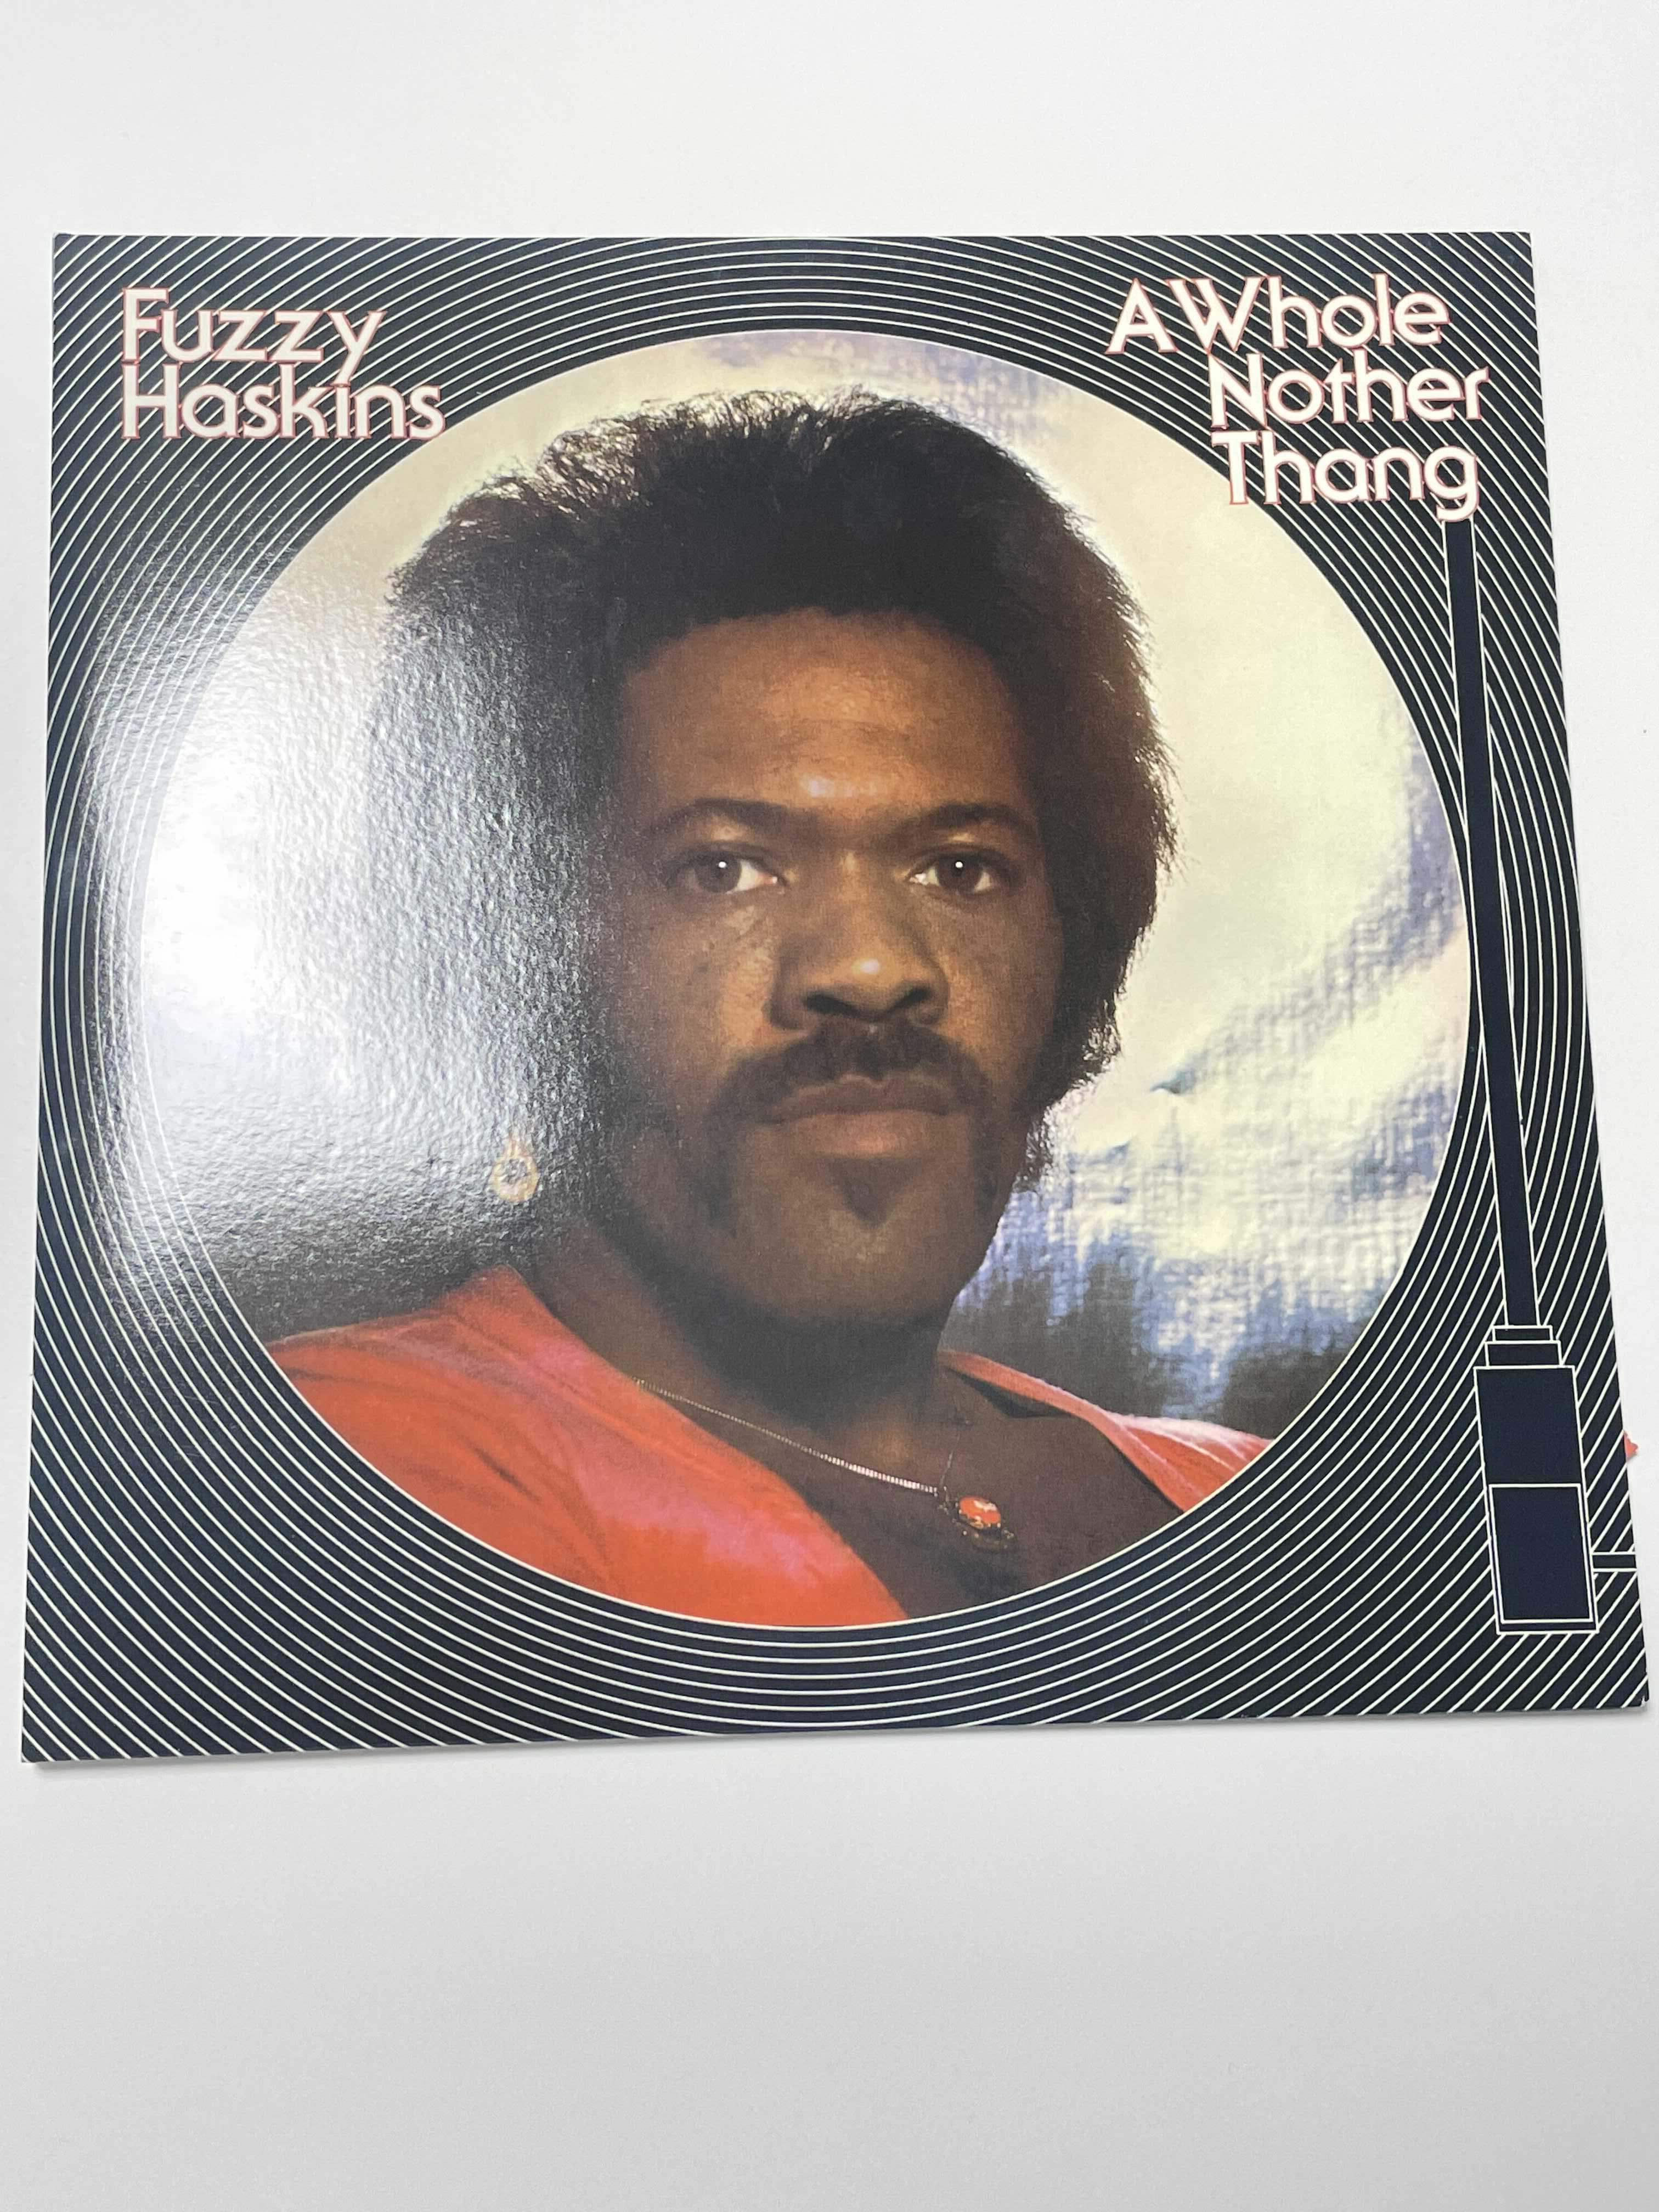 Fuzzy
Haskins
A Whole
Nother
Thang